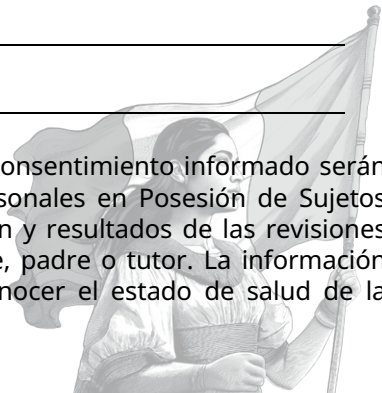 onsentimiento informado serán
sonales en Posesión de Sujetos
n y resultados de las revisiones
e, padre o tutor. La información
nocer el estado de salud de la